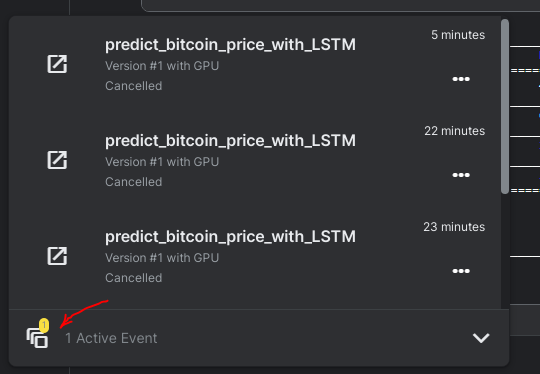 predict_bitcoin_price_with_LSTM
5 minutes
Version #1 with GPU
Cancelled
predict_bitcoin_price_with_LSTM
22 minutes
Version #1 with GPU
Cancelled
predict_bitcoin_price_with_LSTM
23 minutes
Version #1 with GPU
Cancelled
1
1 Active Event